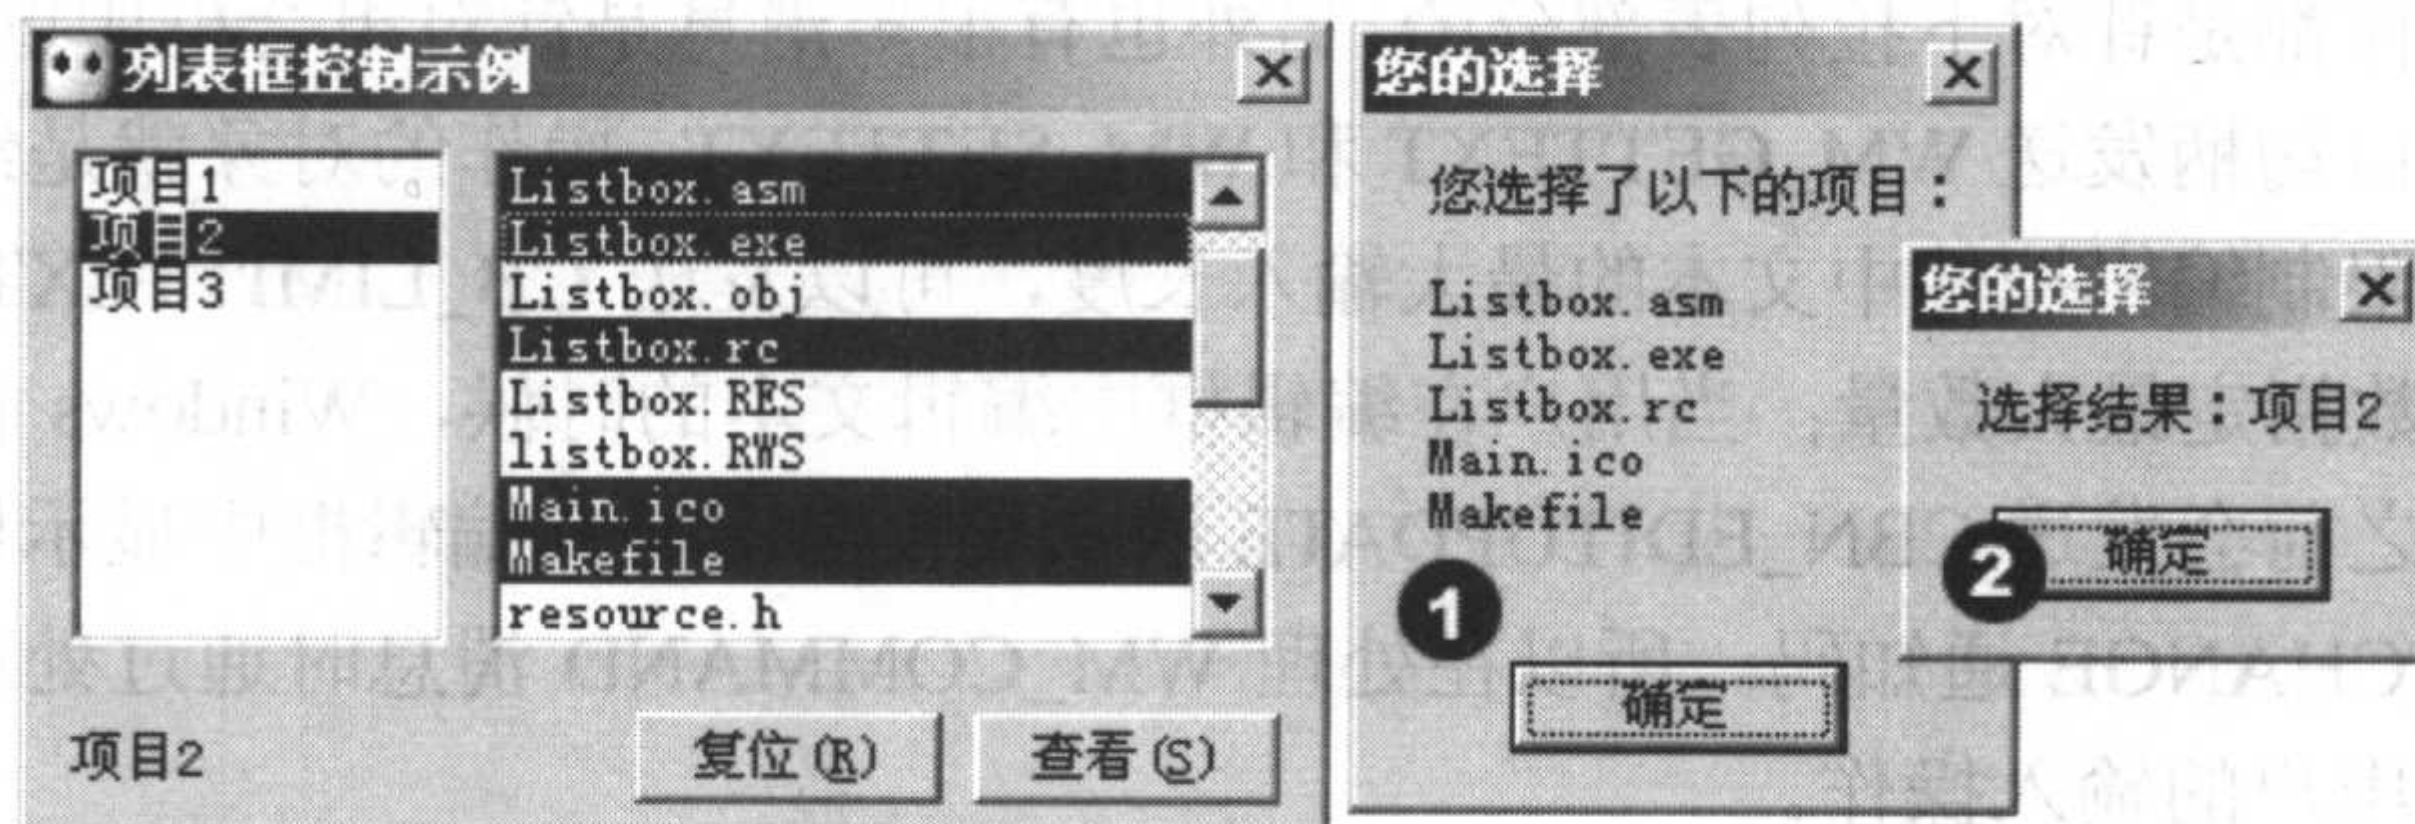 列表框控制示例
项目1
项目2
项目3
Listbox.asm
Listbox.exe
Listbox.obj
Listbox.rc
Listbox.RES
listbox.RWS
Main.ico
Makefile
resource.h
项目2
复位(R)
查看(S)
您的选择
您选择了以下的项目：
Listbox.asm
Listbox.exe
Listbox.rc
Main.ico
Makefile
1
确定
您的选择
选择结果：项目2
2
确定